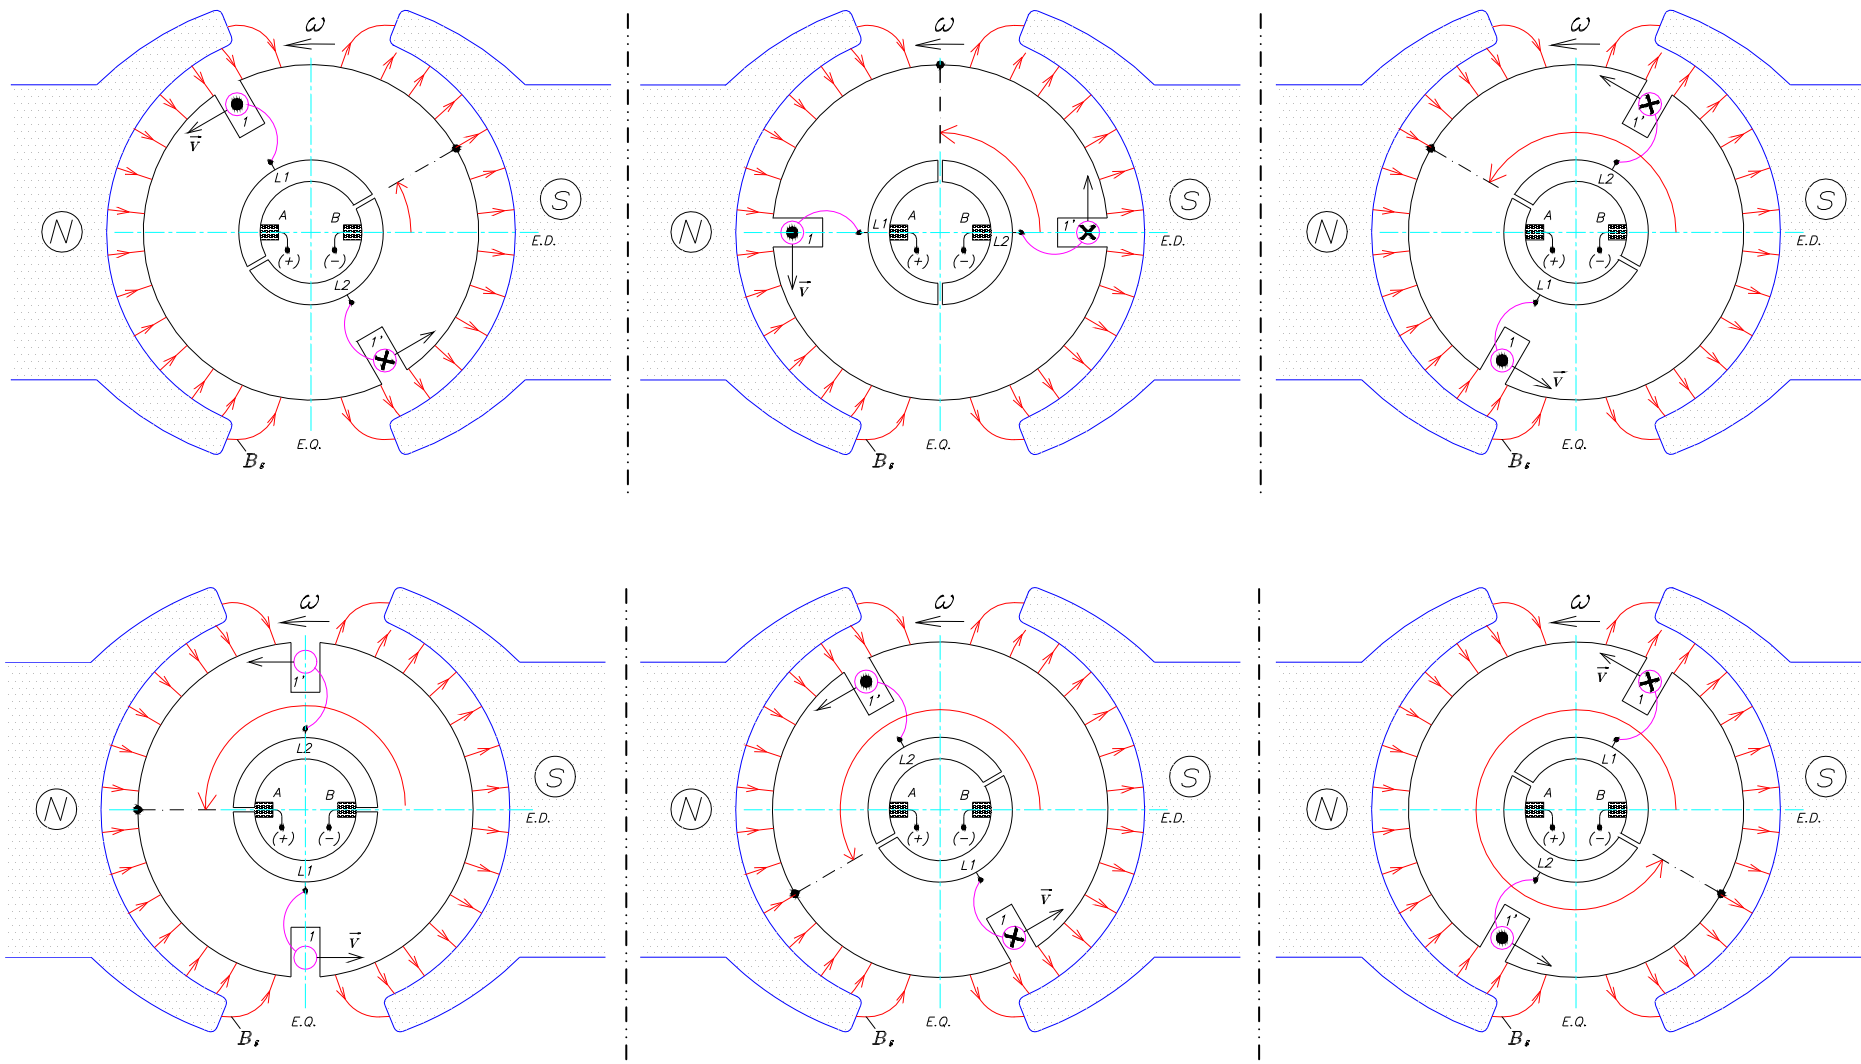 ω
1
v
L1
A B
N S
(+) (-)
E.D.
L2
1'
E.Q.
Bδ
ω
N S
L1 A B L2
1 1'
(+) (-)
E.D.
v
E.Q.
Bδ
ω
1'
L2
A B
N S
(+) (-)
E.D.
L1
1
v
E.Q.
Bδ
ω
1'
L2
A B
N S
(+) (-)
E.D.
L1
1
v
E.Q.
Bδ
ω
1'
L2
A B
N S
(+) (-)
E.D.
L1
1
v
E.Q.
Bδ
ω
v
1
L1
A B
N S
(+) (-)
E.D.
L2
1'
E.Q.
Bδ